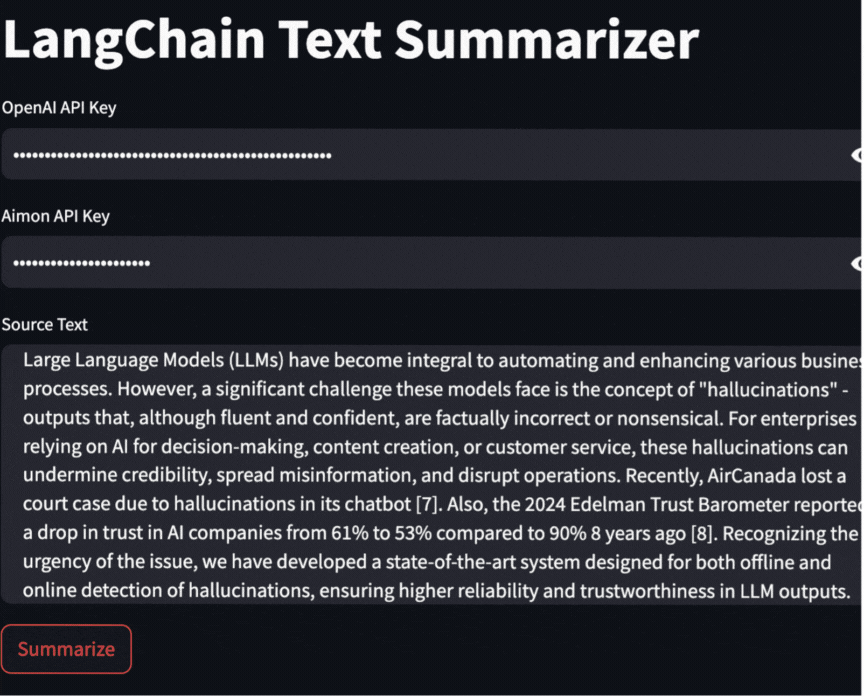 LangChain Text Summarizer
OpenAI API Key
••••••••••••••••••••••••••••••••••••••••••••••••••••
Aimon API Key
••••••••••••••••••••••
Source Text
Large Language Models (LLMs) have become integral to automating and enhancing various
processes. However, a significant challenge these models face is the concept of "hallucinations" -
outputs that, although fluent and confident, are factually incorrect or nonsensical. For enterprises
relying on AI for decision-making, content creation, or customer service, these hallucinations can
undermine credibility, spread misinformation, and disrupt operations. Recently, AirCanada lost a
court case due to hallucinations in its chatbot [7]. Also, the 2024 Edelman Trust Barometer reported
a drop in trust in AI companies from 61% to 53% compared to 90% 8 years ago [8]. Recognizing the
urgency of the issue, we have developed a state-of-the-art system designed for both offline and
online detection of hallucinations, ensuring higher reliability and trustworthiness in LLM outputs.
Summarize